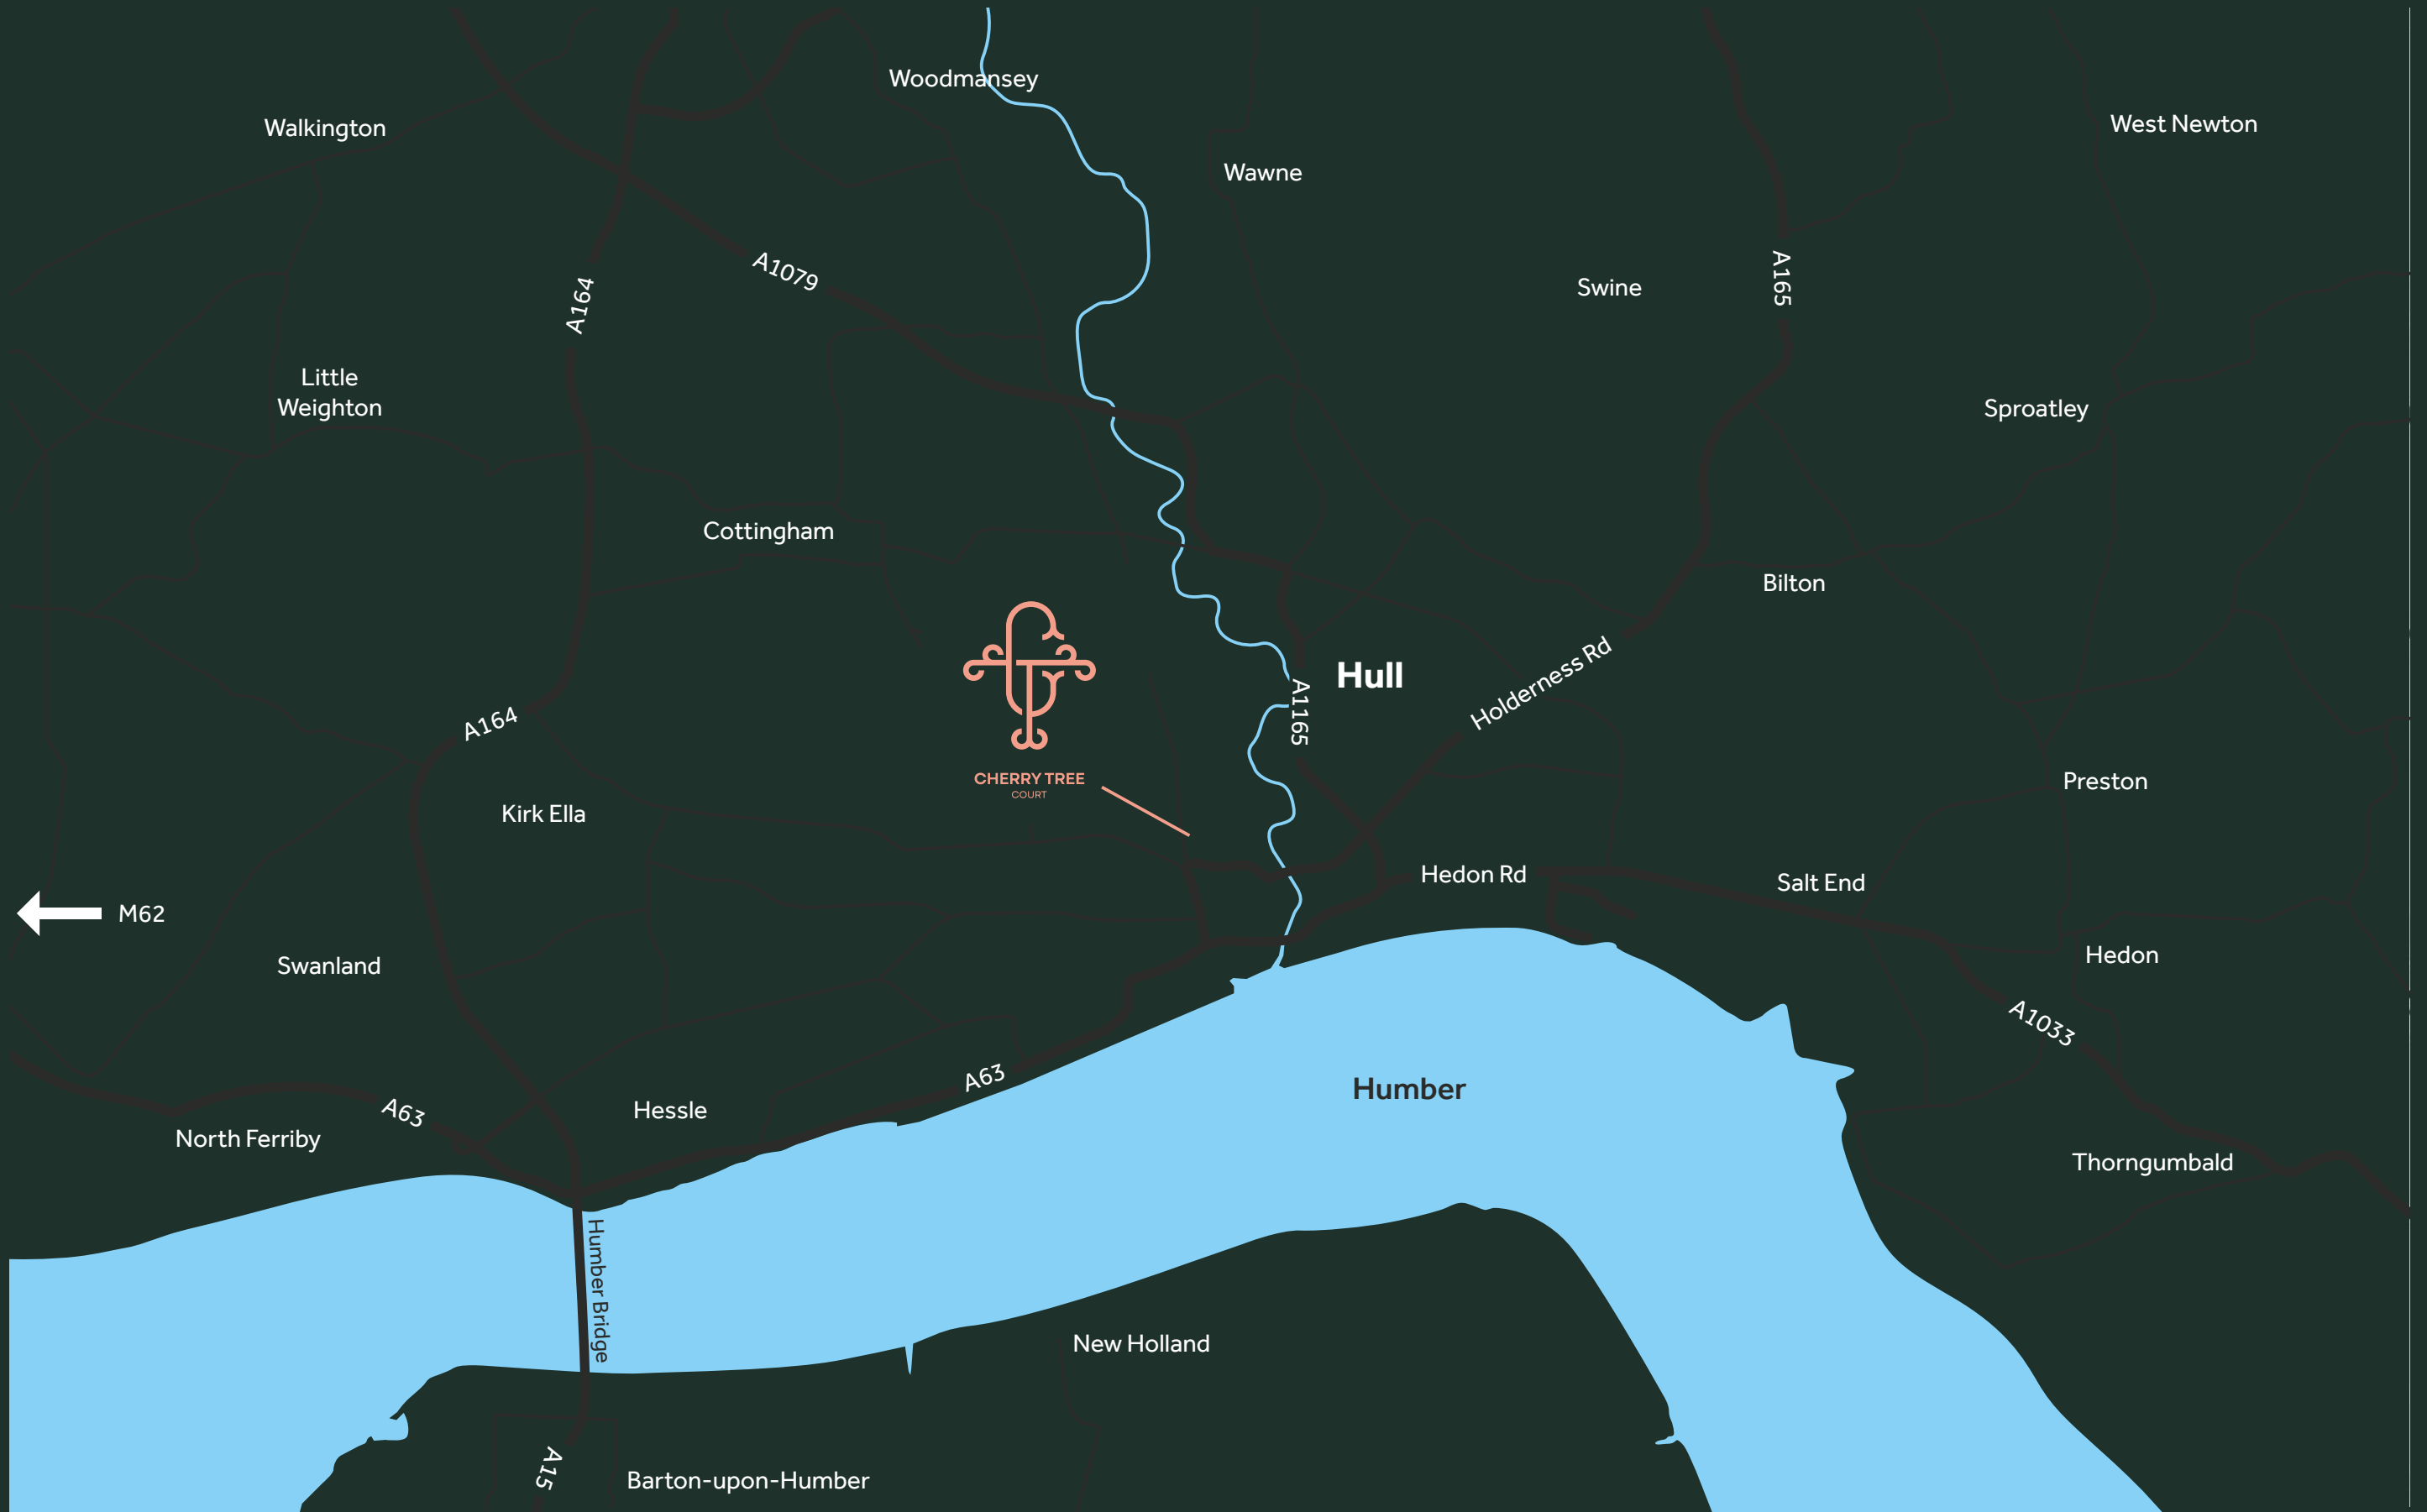 Woodmansey
Walkington
West Newton
Wawne
A1079
A164
A165
Swine
Little
Weighton
Sproatley
Cottingham
Bilton
Hull
Holderness Rd
A1165
A164
CHERRY TREE
COURT
Preston
Kirk Ella
Hedon Rd
Salt End
M62
Swanland
Hedon
A1033
A63
Humber
A63
Hessle
North Ferriby
Thorngumbald
Humber Bridge
New Holland
A15
Barton-upon-Humber